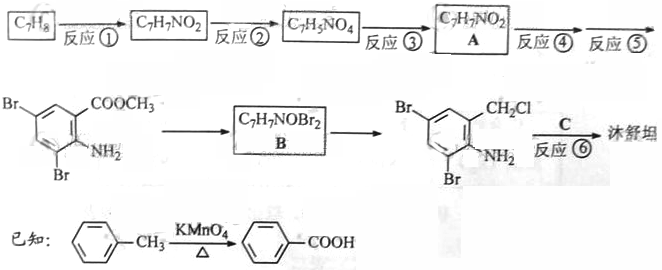 C₇H₈ 反应① C₇H₇NO₂ 反应② C₇H₅NO₄ 反应③ C₇H₇NO₂ A 反应④ 反应⑤
Br COOCH₃ NH₂ Br C₇H₇NOBr₂ B Br CH₂Cl NH₂ Br C 反应⑥ 沐舒坦
已知: CH₃ KMnO₄ △ COOH